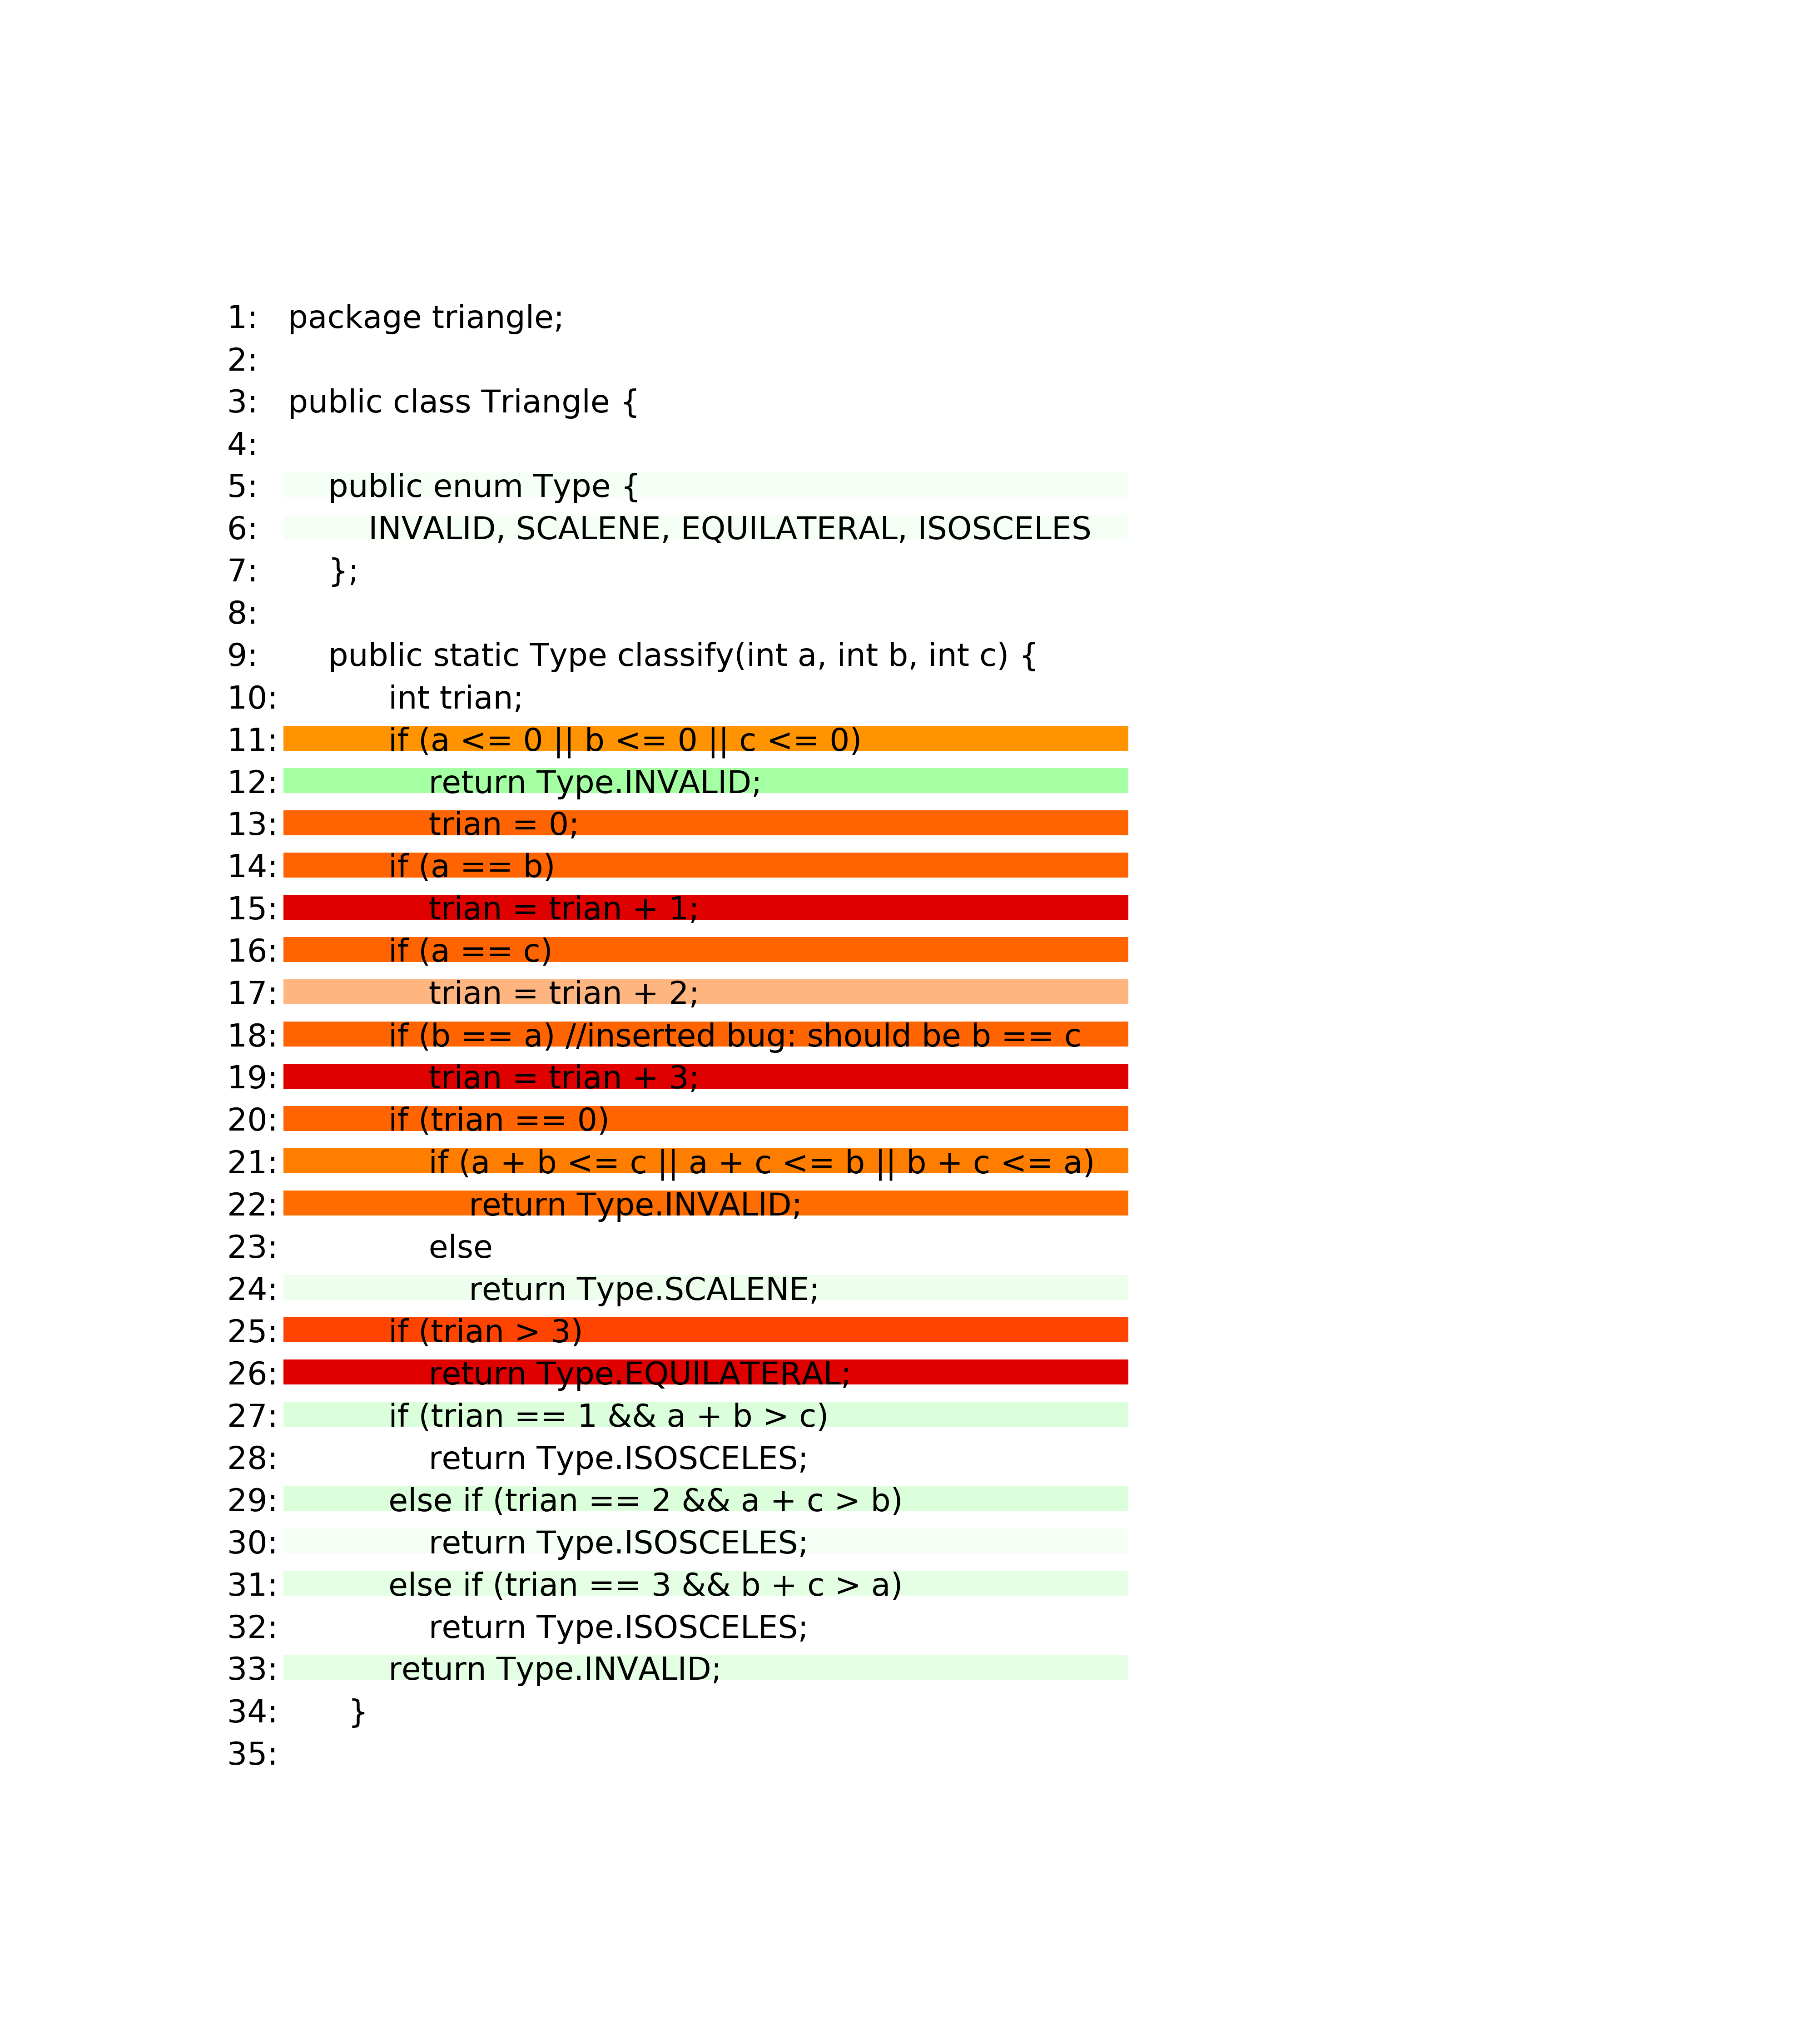 1: package triangle;
2:
3: public class Triangle {
4:
5: public enum Type {
6: INVALID, SCALENE, EQUILATERAL, ISOSCELES
7: };
8:
9: public static Type classify(int a, int b, int c) {
10: int trian;
11: if (a <= 0 || b <= 0 || c <= 0)
12: return Type.INVALID;
13: trian = 0;
14: if (a == b)
15: trian = trian + 1;
16: if (a == c)
17: trian = trian + 2;
18: if (b == a) //inserted bug: should be b == c
19: trian = trian + 3;
20: if (trian == 0)
21: if (a + b <= c || a + c <= b || b + c <= a)
22: return Type.INVALID;
23: else
24: return Type.SCALENE;
25: if (trian > 3)
26: return Type.EQUILATERAL;
27: if (trian == 1 && a + b > c)
28: return Type.ISOSCELES;
29: else if (trian == 2 && a + c > b)
30: return Type.ISOSCELES;
31: else if (trian == 3 && b + c > a)
32: return Type.ISOSCELES;
33: return Type.INVALID;
34: }
35: